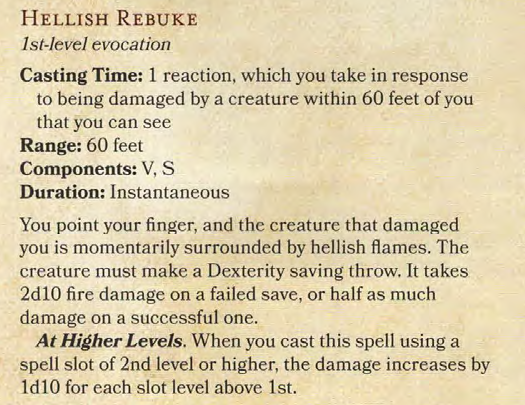 HELLISH REBUKE
1st-level evocation
Casting Time: 1 reaction, which you take in response
to being damaged by a creature within 60 feet of you
that you can see
Range: 60 feet
Components: V, S
Duration: Instantaneous
You point your finger, and the creature that damaged
you is momentarily surrounded by hellish flames. The
creature must make a Dexterity saving throw. It takes
2d10 fire damage on a failed save, or half as much
damage on a successful one.
At Higher Levels. When you cast this spell using a
spell slot of 2nd level or higher, the damage increases by
1d10 for each slot level above 1st.